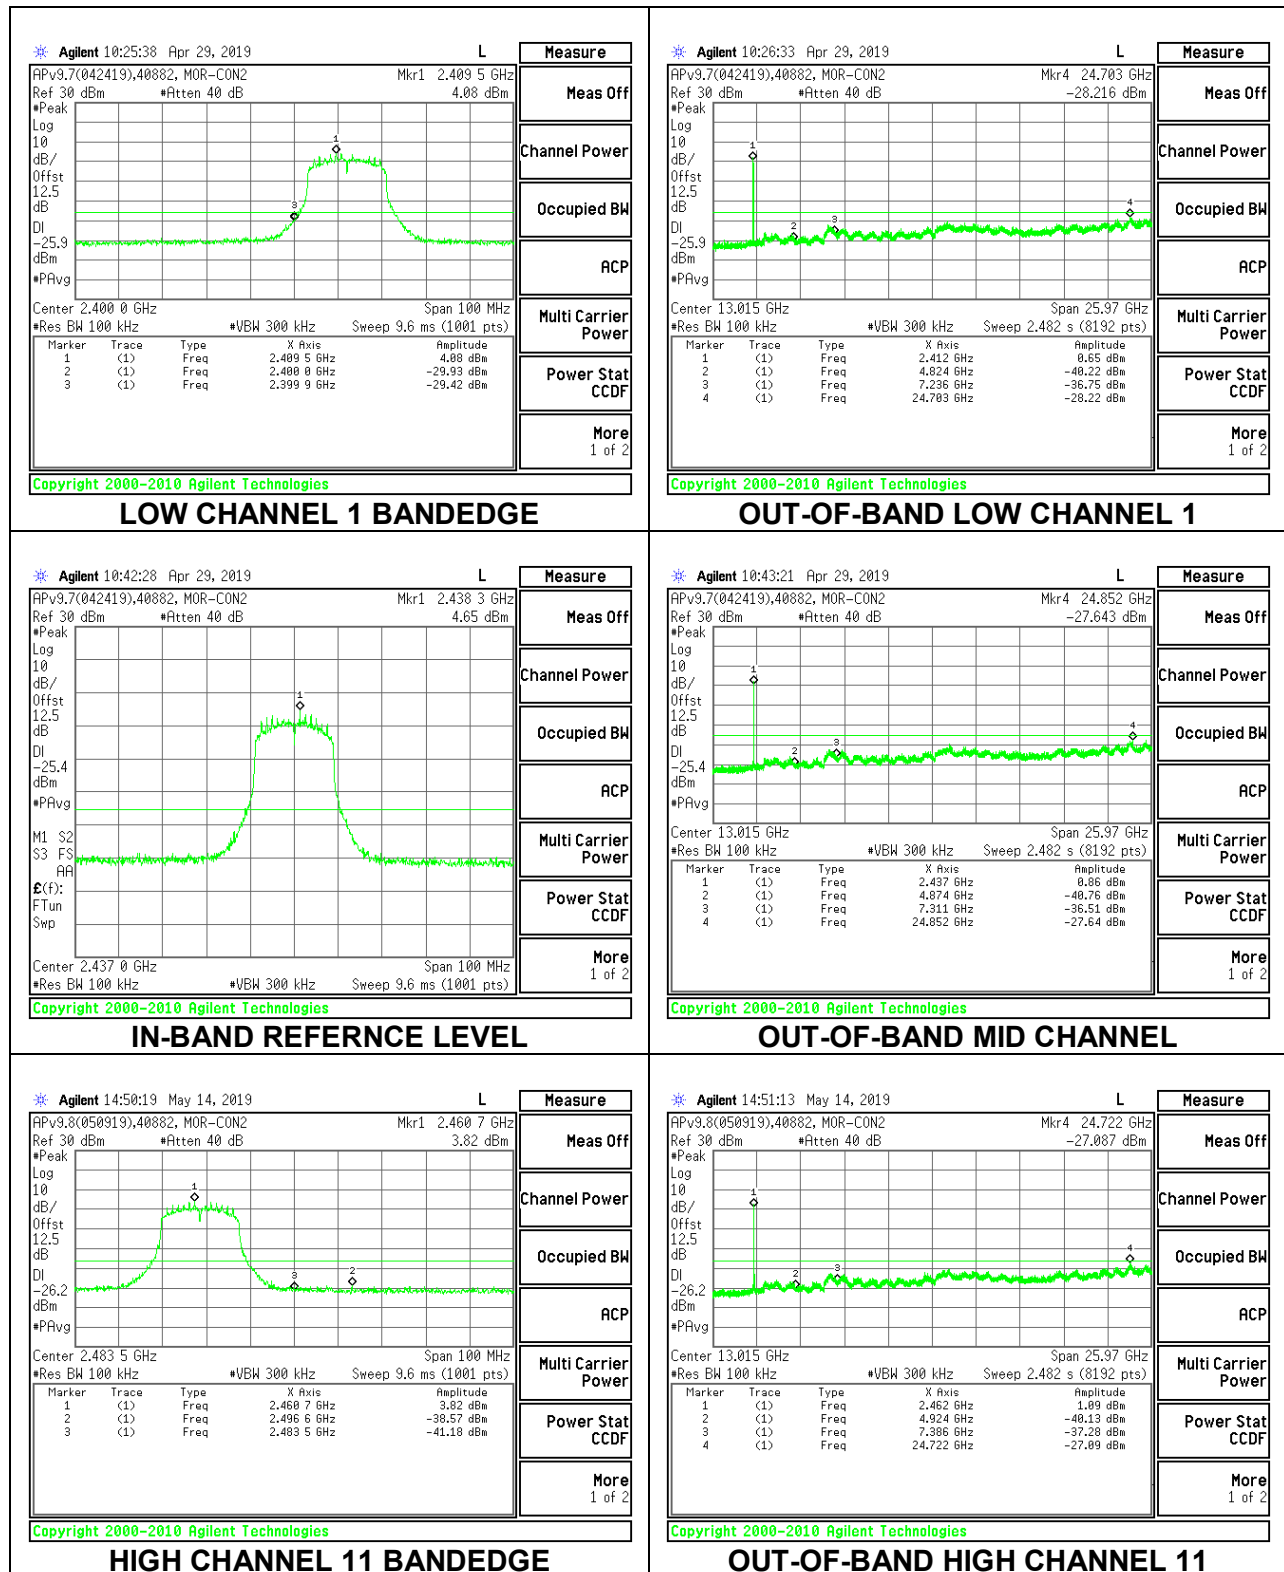 Agilent 10:25:38 Apr 29, 2019 L Measure
APv9.7(042419),40882, MOR-CON2 Mkr1 2.409 5 GHz
Ref 30 dBm #Atten 40 dB 4.08 dBm Meas Off
#Peak
Log
10
dB/
Offst
12.5
dB
DI
-25.9
dBm
#PAvg
1
3
Channel Power
Occupied BW
ACP
Multi Carrier
Power
Power Stat
CCDF
More
1 of 2
Center 2.400 0 GHz Span 100 MHz
#Res BW 100 kHz #VBW 300 kHz Sweep 9.6 ms (1001 pts)
Marker Trace Type X Axis Amplitude
1 (1) Freq 2.409 5 GHz 4.08 dBm
2 (1) Freq 2.400 0 GHz -29.93 dBm
3 (1) Freq 2.399 9 GHz -29.42 dBm
Copyright 2000-2010 Agilent Technologies
LOW CHANNEL 1 BANDEDGE
Agilent 10:26:33 Apr 29, 2019 L Measure
APv9.7(042419),40882, MOR-CON2 Mkr4 24.703 GHz
Ref 30 dBm #Atten 40 dB -28.216 dBm Meas Off
#Peak
Log
10
dB/
Offst
12.5
dB
DI
-25.9
dBm
#PAvg
1
2
3
4
Channel Power
Occupied BW
ACP
Multi Carrier
Power
Power Stat
CCDF
More
1 of 2
Center 13.015 GHz Span 25.97 GHz
#Res BW 100 kHz #VBW 300 kHz Sweep 2.482 s (8192 pts)
Marker Trace Type X Axis Amplitude
1 (1) Freq 2.412 GHz 0.65 dBm
2 (1) Freq 4.824 GHz -40.22 dBm
3 (1) Freq 7.236 GHz -36.75 dBm
4 (1) Freq 24.703 GHz -28.22 dBm
Copyright 2000-2010 Agilent Technologies
OUT-OF-BAND LOW CHANNEL 1
Agilent 10:42:28 Apr 29, 2019 L Measure
APv9.7(042419),40882, MOR-CON2 Mkr1 2.438 3 GHz
Ref 30 dBm #Atten 40 dB 4.65 dBm Meas Off
#Peak
Log
10
dB/
Offst
12.5
dB
DI
-25.4
dBm
#PAvg
M1 S2
S3 FS
AA
£(f):
FTun
Swp
1
Channel Power
Occupied BW
ACP
Multi Carrier
Power
Power Stat
CCDF
More
1 of 2
Center 2.437 0 GHz Span 100 MHz
#Res BW 100 kHz #VBW 300 kHz Sweep 9.6 ms (1001 pts)
Copyright 2000-2010 Agilent Technologies
IN-BAND REFERNCE LEVEL
Agilent 10:43:21 Apr 29, 2019 L Measure
APv9.7(042419),40882, MOR-CON2 Mkr4 24.852 GHz
Ref 30 dBm #Atten 40 dB -27.643 dBm Meas Off
#Peak
Log
10
dB/
Offst
12.5
dB
DI
-25.4
dBm
#PAvg
1
2
3
4
Channel Power
Occupied BW
ACP
Multi Carrier
Power
Power Stat
CCDF
More
1 of 2
Center 13.015 GHz Span 25.97 GHz
#Res BW 100 kHz #VBW 300 kHz Sweep 2.482 s (8192 pts)
Marker Trace Type X Axis Amplitude
1 (1) Freq 2.437 GHz 0.86 dBm
2 (1) Freq 4.874 GHz -40.76 dBm
3 (1) Freq 7.311 GHz -36.51 dBm
4 (1) Freq 24.852 GHz -27.64 dBm
Copyright 2000-2010 Agilent Technologies
OUT-OF-BAND MID CHANNEL
Agilent 14:50:19 May 14, 2019 L Measure
APv9.8(050919),40882, MOR-CON2 Mkr1 2.460 7 GHz
Ref 30 dBm #Atten 40 dB 3.82 dBm Meas Off
#Peak
Log
10
dB/
Offst
12.5
dB
DI
-26.2
dBm
#PAvg
1
3
2
Channel Power
Occupied BW
ACP
Multi Carrier
Power
Power Stat
CCDF
More
1 of 2
Center 2.483 5 GHz Span 100 MHz
#Res BW 100 kHz #VBW 300 kHz Sweep 9.6 ms (1001 pts)
Marker Trace Type X Axis Amplitude
1 (1) Freq 2.460 7 GHz 3.82 dBm
2 (1) Freq 2.496 6 GHz -38.57 dBm
3 (1) Freq 2.483 5 GHz -41.18 dBm
Copyright 2000-2010 Agilent Technologies
HIGH CHANNEL 11 BANDEDGE
Agilent 14:51:13 May 14, 2019 L Measure
APv9.8(050919),40882, MOR-CON2 Mkr4 24.722 GHz
Ref 30 dBm #Atten 40 dB -27.087 dBm Meas Off
#Peak
Log
10
dB/
Offst
12.5
dB
DI
-26.2
dBm
#PAvg
1
2
3
4
Channel Power
Occupied BW
ACP
Multi Carrier
Power
Power Stat
CCDF
More
1 of 2
Center 13.015 GHz Span 25.97 GHz
#Res BW 100 kHz #VBW 300 kHz Sweep 2.482 s (8192 pts)
Marker Trace Type X Axis Amplitude
1 (1) Freq 2.462 GHz 1.09 dBm
2 (1) Freq 4.924 GHz -40.13 dBm
3 (1) Freq 7.386 GHz -37.28 dBm
4 (1) Freq 24.722 GHz -27.09 dBm
Copyright 2000-2010 Agilent Technologies
OUT-OF-BAND HIGH CHANNEL 11